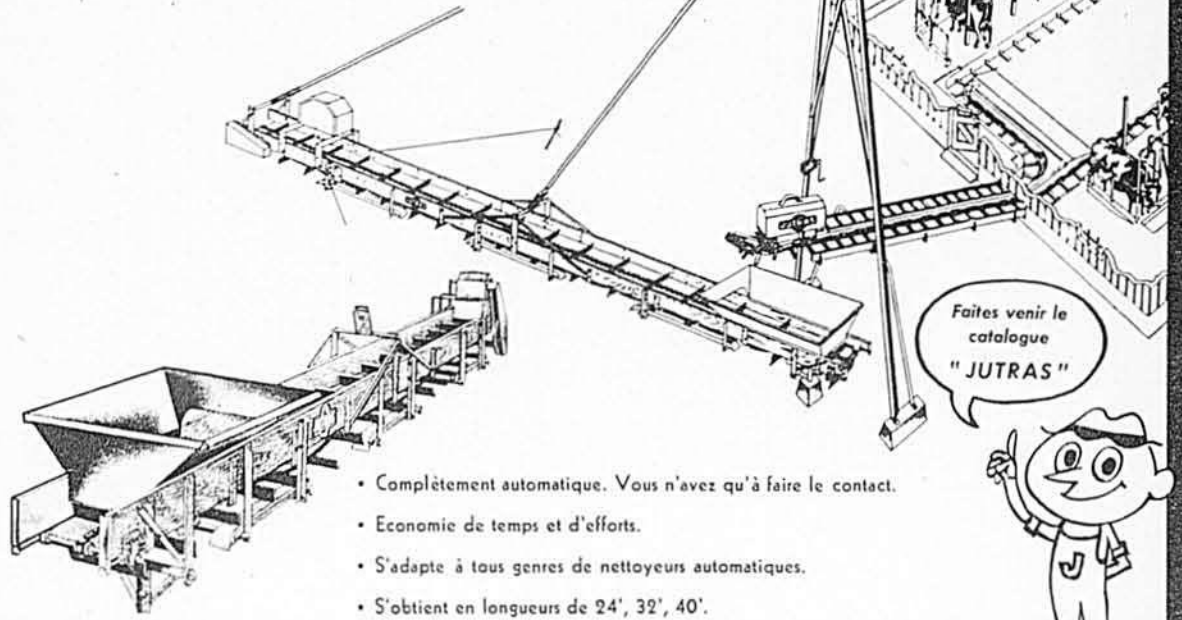 Faites venir le
catalogue
"JUTRAS"
J
• Complètement automatique. Vous n'avez qu'à faire le contact.
• Economie de temps et d'efforts.
• S'adapte à tous genres de nettoyeurs automatiques.
• S'obtient en longueurs de 24', 32', 40'.